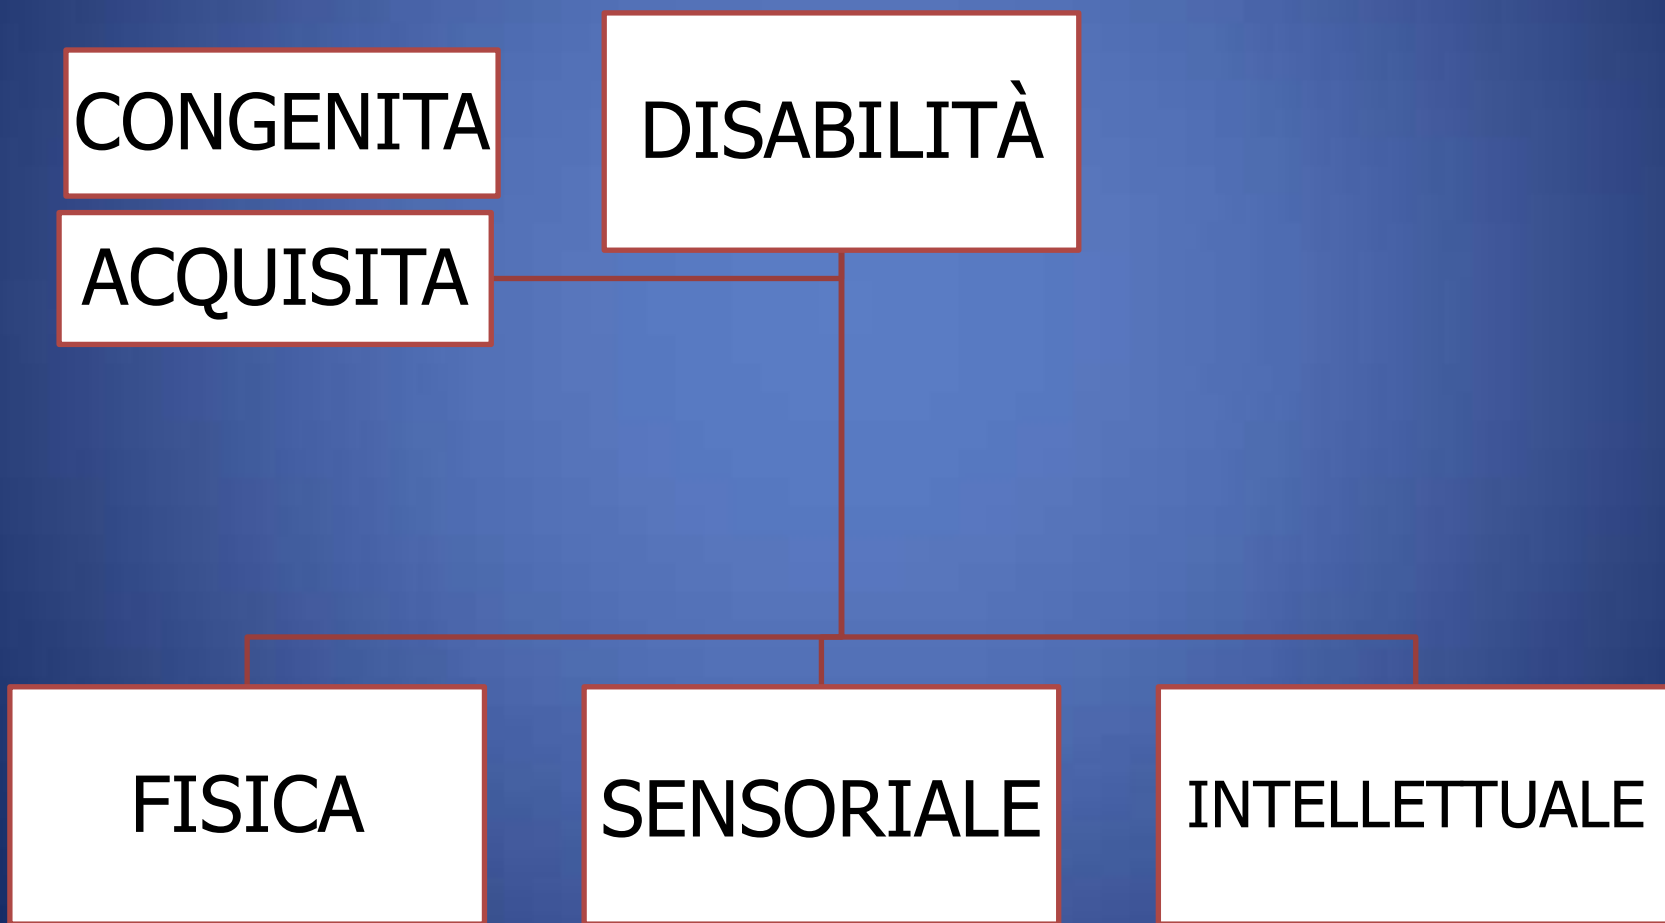 CONGENITA
DISABILITÀ
ACQUISITA
FISICA
SENSORIALE
INTELLETTUALE